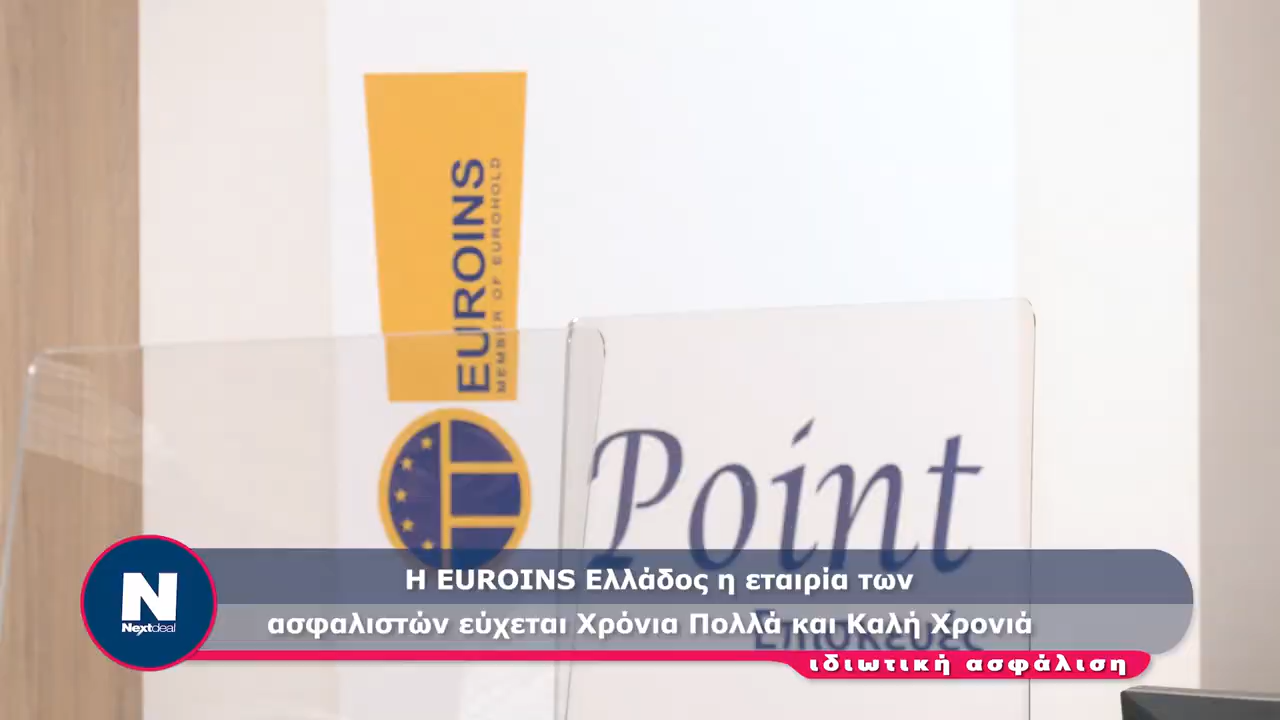 EUROINS
MEMBER OF EUROHOLD
Point
Επισκευές
N
Nextdeal
Η EUROINS Ελλάδος η εταιρία των
ασφαλιστών εύχεται Χρόνια Πολλά και Καλή Χρονιά
ιδιωτική ασφάλιση